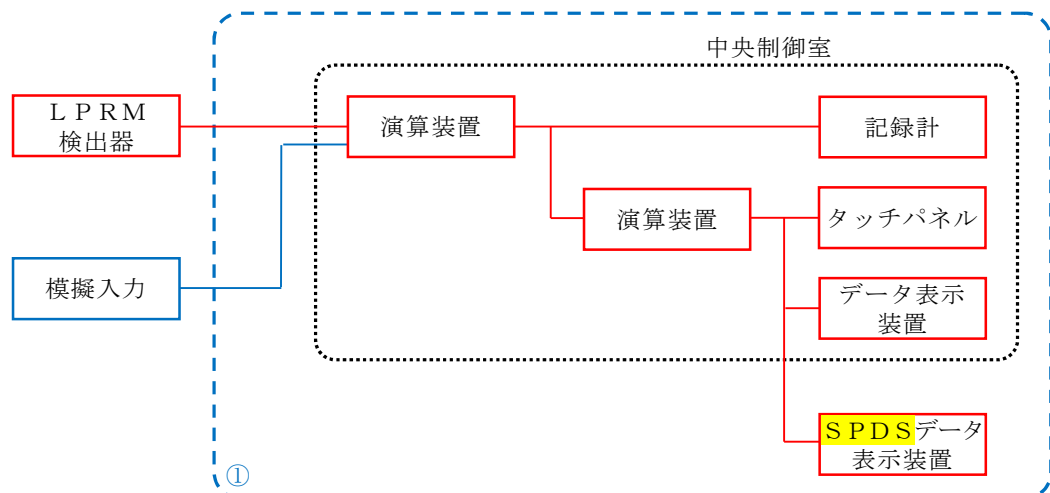 中央制御室
ＬＰＲＭ
検出器
演算装置
記録計
演算装置
タッチパネル
模擬入力
データ表示
装置
ＳＰＤＳデータ
表示装置
①